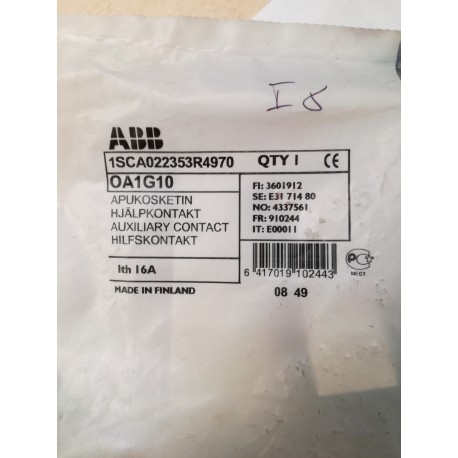 I 8
ABB
1SCA022353R4970 QTY 1 CE
OA1G10
APUKOSKETIN
HJÄLPKONTAKT
AUXILIARY CONTACT
HILFSKONTAKT
FI: 3601912
SE: E31 714 80
NO: 4337561
FR: 910244
IT: E00011
Ith 16A
6 417019 102443
MADE IN FINLAND
08 49